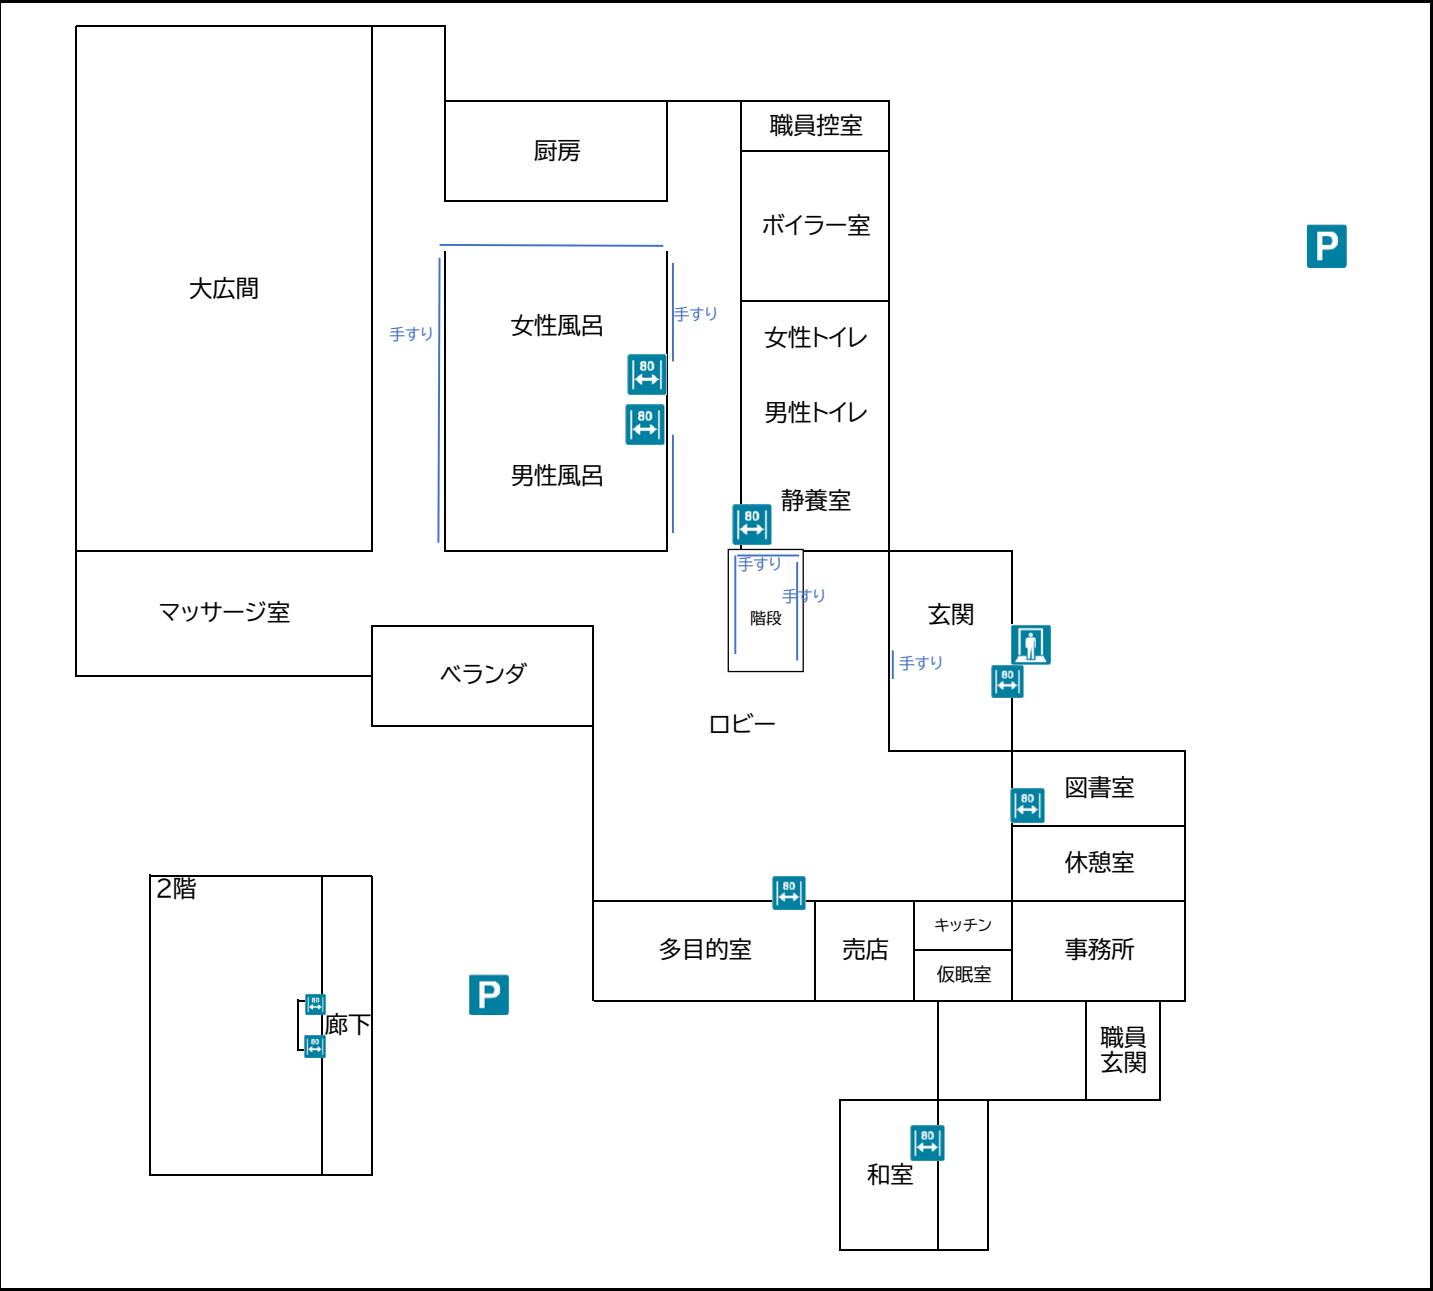 職員控室
厨房
ボイラー室
P
大広間
手すり
女性風呂
手すり
女性トイレ
80
80
男性トイレ
男性風呂
静養室
80
手すり
手すり
階段
マッサージ室
玄関
手すり
80
ベランダ
ロビー
図書室
80
休憩室
80
多目的室
売店
キッチン
仮眠室
事務所
2階
80
廊下
80
P
職員
玄関
80
和室